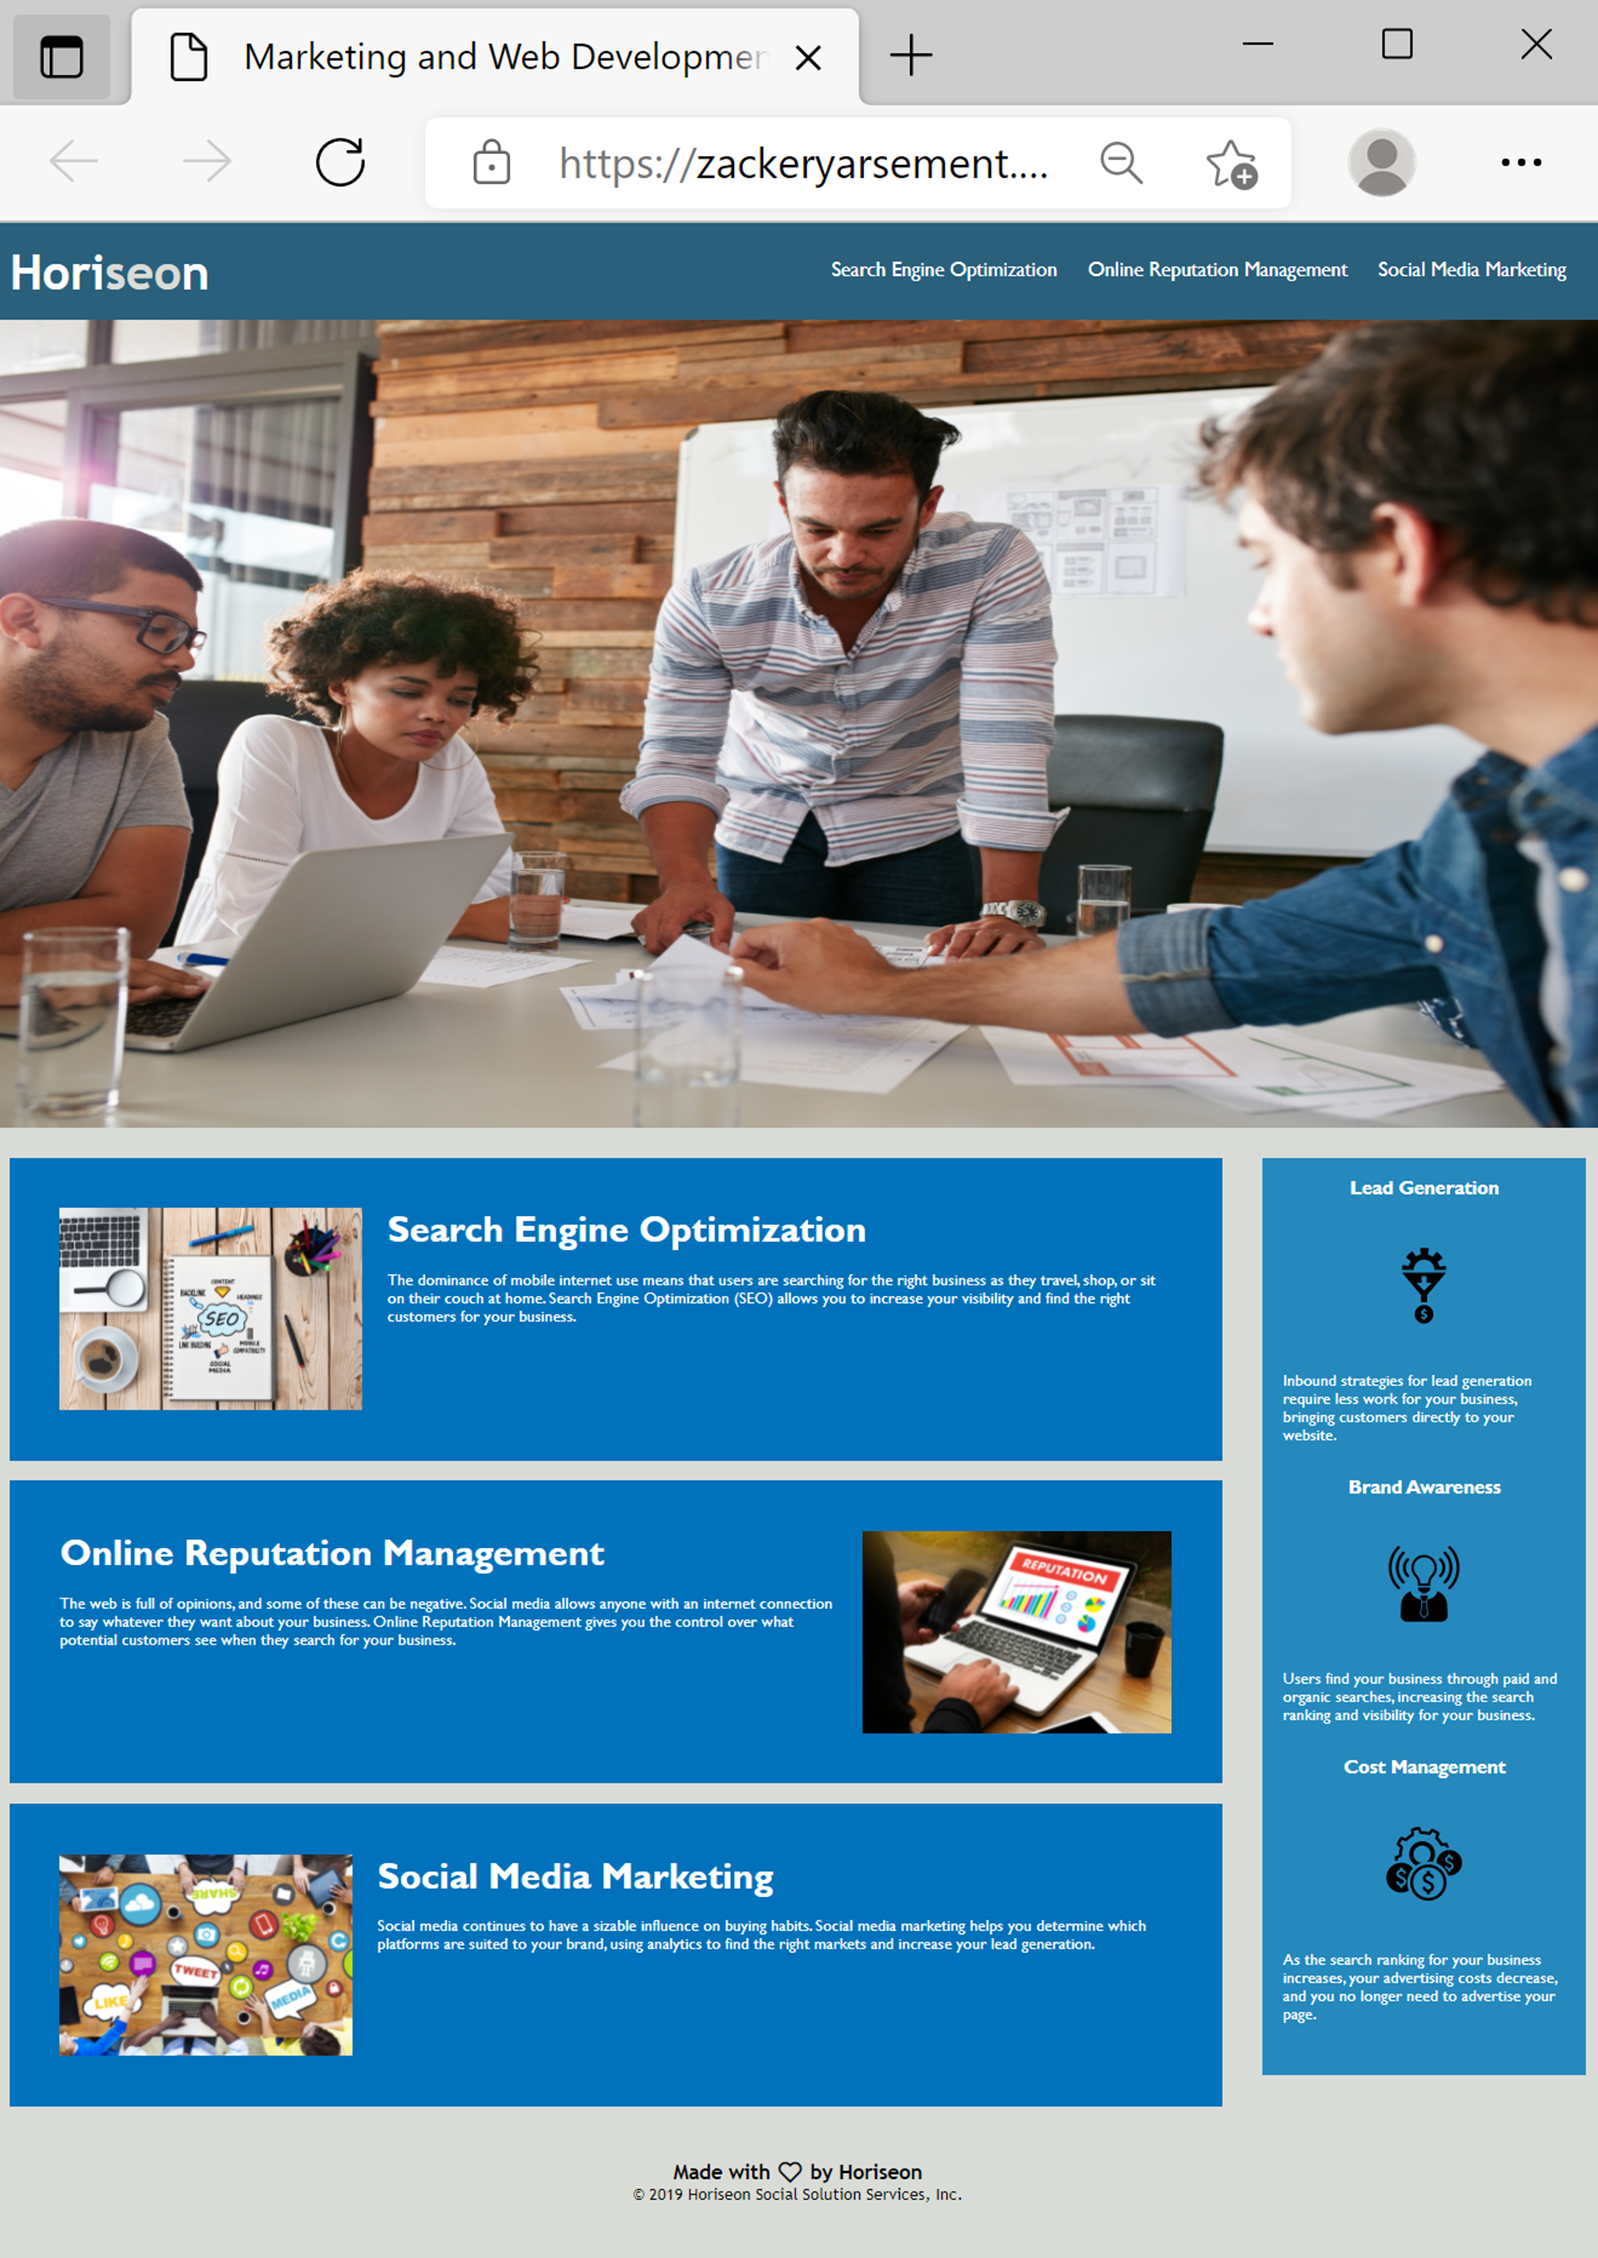 Marketing and Web Developmen
https://zackeryarsement....
Horiseon
Search Engine Optimization Online Reputation Management Social Media Marketing
Search Engine Optimization
The dominance of mobile internet use means that users are searching for the right business as they travel, shop, or sit
on their couch at home. Search Engine Optimization (SEO) allows you to increase your visibility and find the right
customers for your business.
CONTENT
BACKLINK
HEADINGS
SEO
LINK BUILDING
MOBILE
COMPATIBILITY
SOCIAL
MEDIA
Online Reputation Management
The web is full of opinions, and some of these can be negative. Social media allows anyone with an internet connection
to say whatever they want about your business. Online Reputation Management gives you the control over what
potential customers see when they search for your business.
REPUTATION
Social Media Marketing
Social media continues to have a sizable influence on buying habits. Social media marketing helps you determine which
platforms are suited to your brand, using analytics to find the right markets and increase your lead generation.
SHARE
TWEET
LIKE
MEDIA
Lead Generation
$
Inbound strategies for lead generation
require less work for your business,
bringing customers directly to your
website.
Brand Awareness
Users find your business through paid and
organic searches, increasing the search
ranking and visibility for your business.
Cost Management
$ $ $
As the search ranking for your business
increases, your advertising costs decrease,
and you no longer need to advertise your
page.
Made with ♡ by Horiseon
© 2019 Horiseon Social Solution Services, Inc.